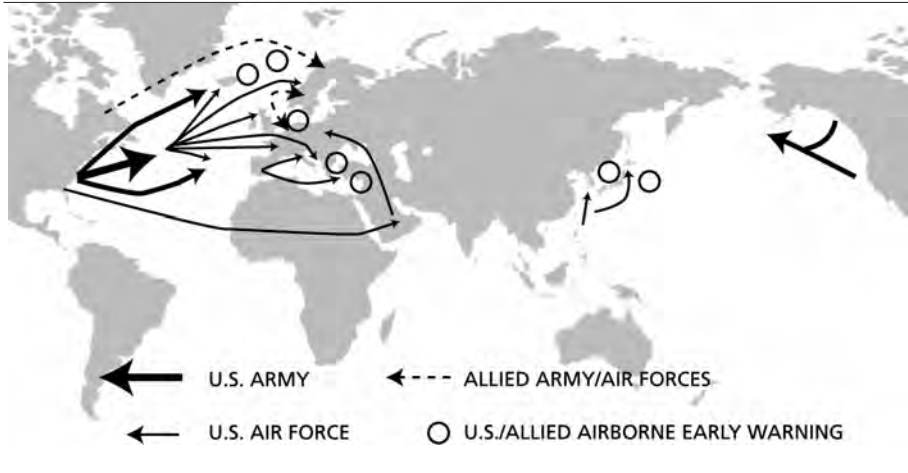 U.S. ARMY
ALLIED ARMY/AIR FORCES
U.S. AIR FORCE
U.S./ALLIED AIRBORNE EARLY WARNING